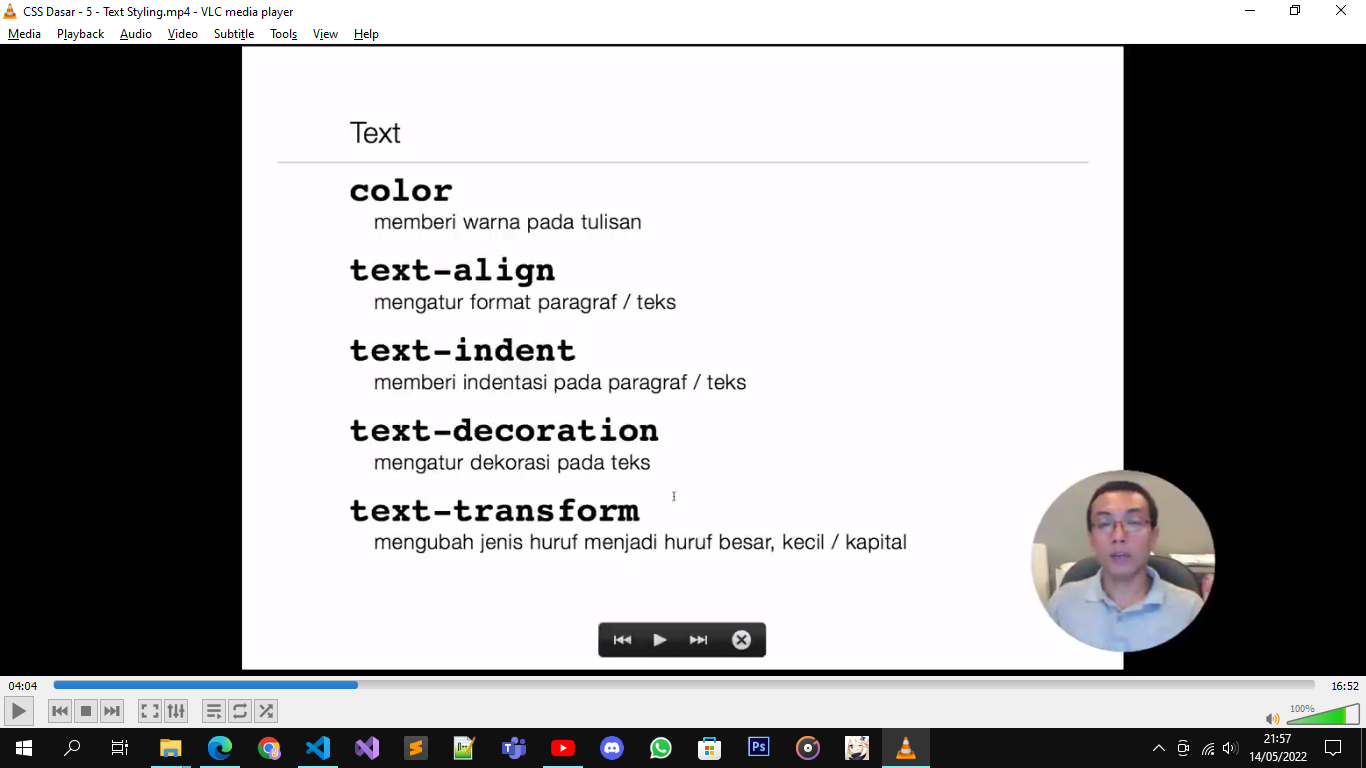 CSS Dasar - 5 - Text Styling.mp4 - VLC media player
Media Playback Audio Video Subtitle Tools View Help
Text
color
memberi warna pada tulisan
text-align
mengatur format paragraf / teks
text-indent
memberi indentasi pada paragraf / teks
text-decoration
mengatur dekorasi pada teks
text-transform
mengubah jenis huruf menjadi huruf besar, kecil / kapital
04:04
16:52
100%
Ps
21:57
14/05/2022